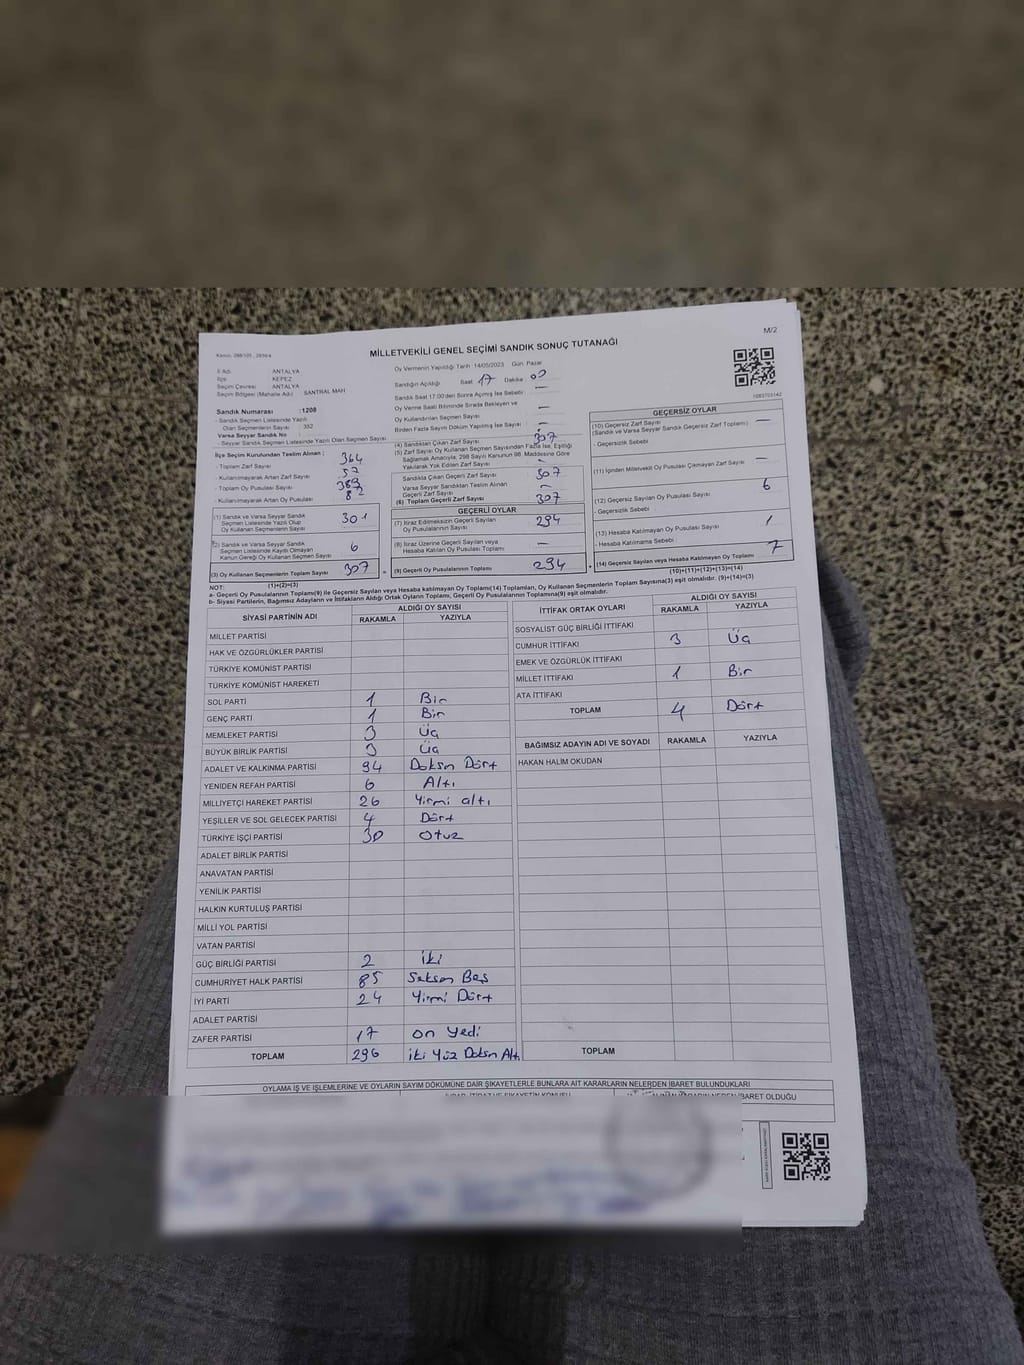 M/2
Kanun: 298/105, 2839/4
MİLLETVEKİLİ GENEL SEÇİMİ SANDIK SONUÇ TUTANAĞI
İl Adı: ANTALYA
İlçe KEPEZ
Seçim Çevresi: ANTALYA
Seçim Bölgesi (Mahalle Adı) SANTRAL MAH
Sandık Numarası :1208
- Sandık Seçmen Listesinde Yazılı
Olan Seçmenlerin Sayısı : 352
Varsa Seyyar Sandık No
- Seyyar Sandık Seçmen Listesinde Yazılı Olan Seçmen Sayısı
İlçe Seçim Kurulundan Teslim Alınan ;
- Toplam Zarf Sayısı 364
- Kullanılmayarak Artan Zarf Sayısı 57
- Toplam Oy Pusulası Sayısı
- Kullanılmayarak Artan Oy Pusulası 82
(1) Sandık ve Varsa Seyyar Sandık
Seçmen Listesinde Yazılı Olup
Oy Kullanan Seçmenlerin Sayısı 301
(2) Sandık ve Varsa Seyyar Sandık
Seçmen Listesinde Kaydı Olmayan
Kanun Gereği Oy Kullanan Seçmen Sayısı 6
(3) Oy Kullanan Seçmenlerin Toplam Sayısı 307
(1)+(2)=(3)
Oy Vermenin Yapıldığı Tarih 14/05/2023 Gün Pazar
Sandığın Açıldığı Saat 17 Dakika 00
Sandık Saat 17:00'den Sonra Açılmış İse Sebebi —
Oy Verme Saati Bitiminde Sırada Bekleyen ve
Oy Kullandırılan Seçmen Sayısı —
Birden Fazla Sayım Döküm Yapılmış İse Sayısı —
(4) Sandıktan Çıkan Zarf Sayısı 307
(5) Zarf Sayısı Oy Kullanan Seçmen Sayısından Fazla İse, Eşitliği
Sağlamak Amacıyla; 298 Sayılı Kanunun 98. Maddesine Göre
Yakılarak Yok Edilen Zarf Sayısı —
Sandıkta Çıkan Geçerli Zarf Sayısı 307
Varsa Seyyar Sandıktan Teslim Alınan
Geçerli Zarf Sayısı —
(6) Toplam Geçerli Zarf Sayısı 307
GEÇERLİ OYLAR
(7) İtiraz Edilmeksizin Geçerli Sayılan
Oy Pusulalarının Sayısı 294
(8) İtiraz Üzerine Geçerli Sayılan veya
Hesaba Katılan Oy Pusulası Toplamı —
(9) Geçerli Oy Pusulalarının Toplamı 294
1083703142
GEÇERSİZ OYLAR
(10) Geçersiz Zarf Sayısı
(Sandık ve Varsa Seyyar Sandık Geçersiz Zarf Toplamı) —
- Geçersizlik Sebebi
(11) İçinden Milletvekili Oy Pusulası Çıkmayan Zarf Sayısı —
(12) Geçersiz Sayılan Oy Pusulası Sayısı 6
- Geçersizlik Sebebi :
(13) Hesaba Katılmayan Oy Pusulası Sayısı 1
- Hesaba Katılmama Sebebi
(14) Geçersiz Sayılan veya Hesaba Katılmayan Oy Toplamı 7
(10)+(11)+(12)+(13)=(14)
NOT:
a- Geçerli Oy Pusulalarının Toplamı(9) ile Geçersiz Sayılan veya Hesaba katılmayan Oy Toplamı(14) Toplamları, Oy Kullanan Seçmenlerin Toplam Sayısına(3) eşit olmalıdır. (9)+(14)=(3)
b- Siyasi Partilerin, Bağımsız Adayların ve İttifakların Aldığı Ortak Oyların Toplamı, Geçerli Oy Pusulalarının Toplamına(9) eşit olmalıdır.
SİYASİ PARTİNİN ADI ALDIĞI OY SAYISI
RAKAMLA YAZIYLA
MİLLET PARTİSİ
HAK VE ÖZGÜRLÜKLER PARTİSİ
TÜRKİYE KOMÜNİST PARTİSİ
TÜRKİYE KOMÜNİST HAREKETİ
SOL PARTİ 1 Bir
GENÇ PARTİ 1 Bir
MEMLEKET PARTİSİ 3 Üç
BÜYÜK BİRLİK PARTİSİ 3 Üç
ADALET VE KALKINMA PARTİSİ 94 Doksn Dört
YENİDEN REFAH PARTİSİ 6 Altı
MİLLİYETÇİ HAREKET PARTİSİ 26 Yirmi altı
YEŞİLLER VE SOL GELECEK PARTİSİ 4 Dört
TÜRKİYE İŞÇİ PARTİSİ 30 Otuz
ADALET BİRLİK PARTİSİ
ANAVATAN PARTİSİ
YENİLİK PARTİSİ
HALKIN KURTULUŞ PARTİSİ
MİLLİ YOL PARTİSİ
VATAN PARTİSİ
GÜÇ BİRLİĞİ PARTİSİ 2 iki
CUMHURİYET HALK PARTİSİ 85 Seksen Beş
İYİ PARTİ 24 Yirmi Dört
ADALET PARTİSİ
ZAFER PARTİSİ 17 on yedi
TOPLAM 296 iki Yüz Doksn Altı
İTTİFAK ORTAK OYLARI ALDIĞI OY SAYISI
RAKAMLA YAZIYLA
SOSYALİST GÜÇ BİRLİĞİ İTTİFAKI
CUMHUR İTTİFAKI 3 Üç
EMEK VE ÖZGÜRLÜK İTTİFAKI
MİLLET İTTİFAKI 1 Bir
ATA İTTİFAKI
TOPLAM 4 Dört
BAĞIMSIZ ADAYIN ADI VE SOYADI RAKAMLA YAZIYLA
HAKAN HALİM OKUDAN
TOPLAM
OYLAMA İŞ VE İŞLEMLERİNE VE OYLARIN SAYIM DÖKÜMÜNE DAİR ŞİKAYETLERLE BUNLARA AİT KARARLARIN NELERDEN İBARET BULUNDUKLARI